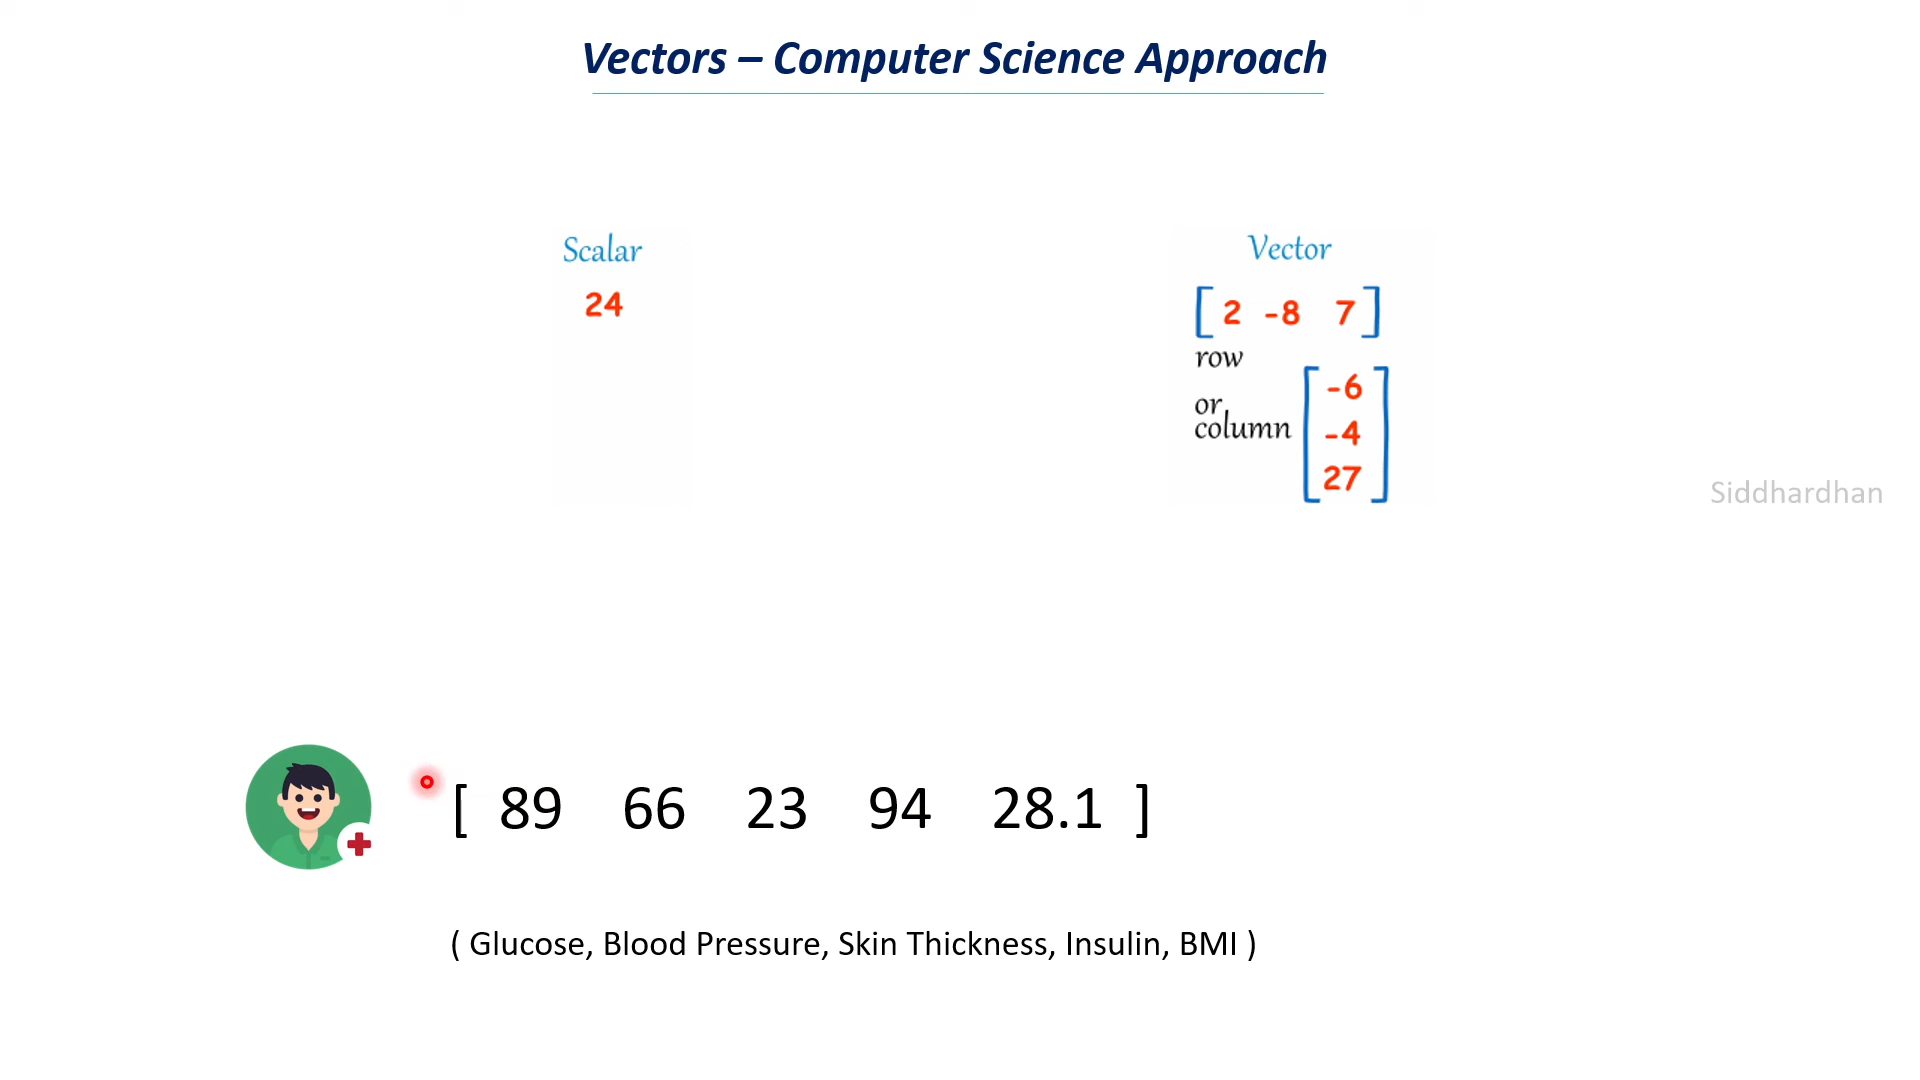 Vectors – Computer Science Approach
Scalar
24
Vector
[ 2 -8 7 ]
row
or
column
-6
-4
27
Siddhardhan
[ 89 66 23 94 28.1 ]
( Glucose, Blood Pressure, Skin Thickness, Insulin, BMI )